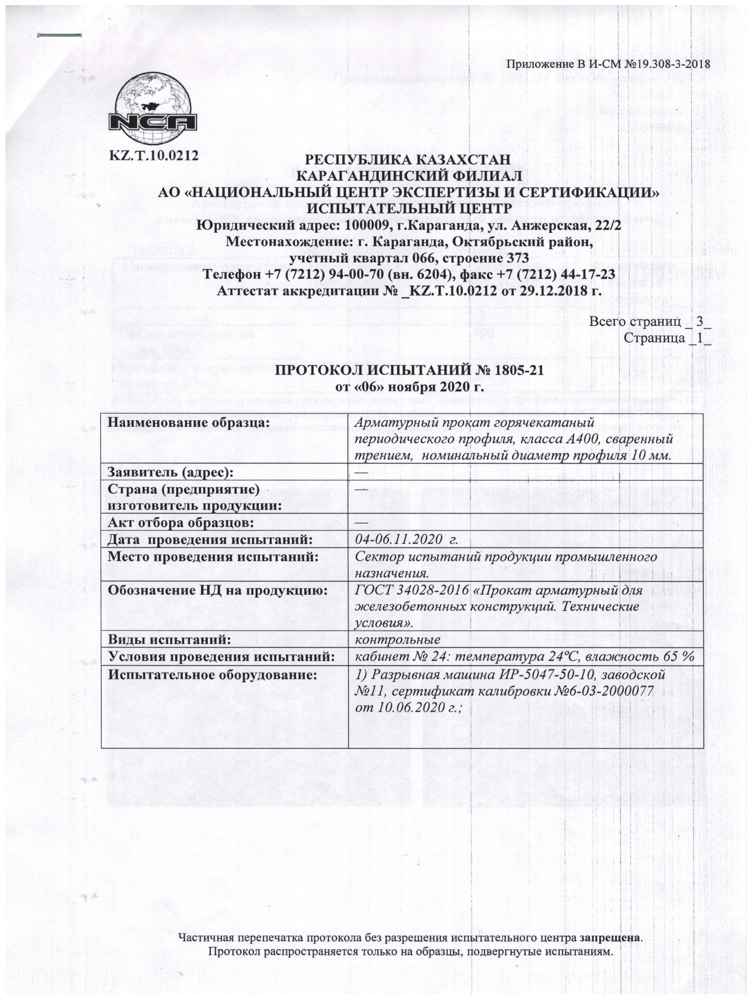 Приложение В И-СМ №19.308-3-2018
NCA
KZ.T.10.0212
РЕСПУБЛИКА КАЗАХСТАН
КАРАГАНДИНСКИЙ ФИЛИАЛ
АО «НАЦИОНАЛЬНЫЙ ЦЕНТР ЭКСПЕРТИЗЫ И СЕРТИФИКАЦИИ»
ИСПЫТАТЕЛЬНЫЙ ЦЕНТР
Юридический адрес: 100009, г.Караганда, ул. Анжерская, 22/2
Местонахождение: г. Караганда, Октябрьский район,
учетный квартал 066, строение 373
Телефон +7 (7212) 94-00-70 (вн. 6204), факс +7 (7212) 44-17-23
Аттестат аккредитации № _KZ.T.10.0212 от 29.12.2018 г.
Всего страниц _ 3_
Страница _1_
ПРОТОКОЛ ИСПЫТАНИЙ № 1805-21
от «06» ноября 2020 г.
Наименование образца:
Арматурный прокат горячекатаный
периодического профиля, класса А400, сваренный
трением, номинальный диаметр профиля 10 мм.
Заявитель (адрес):
—
Страна (предприятие)
изготовитель продукции:
—
Акт отбора образцов:
—
Дата проведения испытаний:
04-06.11.2020 г.
Место проведения испытаний:
Сектор испытаний продукции промышленного
назначения.
Обозначение НД на продукцию:
ГОСТ 34028-2016 «Прокат арматурный для
железобетонных конструкций. Технические
условия».
Виды испытаний:
контрольные
Условия проведения испытаний:
кабинет № 24: температура 24ºС, влажность 65 %
Испытательное оборудование:
1) Разрывная машина ИР-5047-50-10, заводской
№11, сертификат калибровки №6-03-2000077
от 10.06.2020 г.;
Частичная перепечатка протокола без разрешения испытательного центра запрещена.
Протокол распространяется только на образцы, подвергнутые испытаниям.